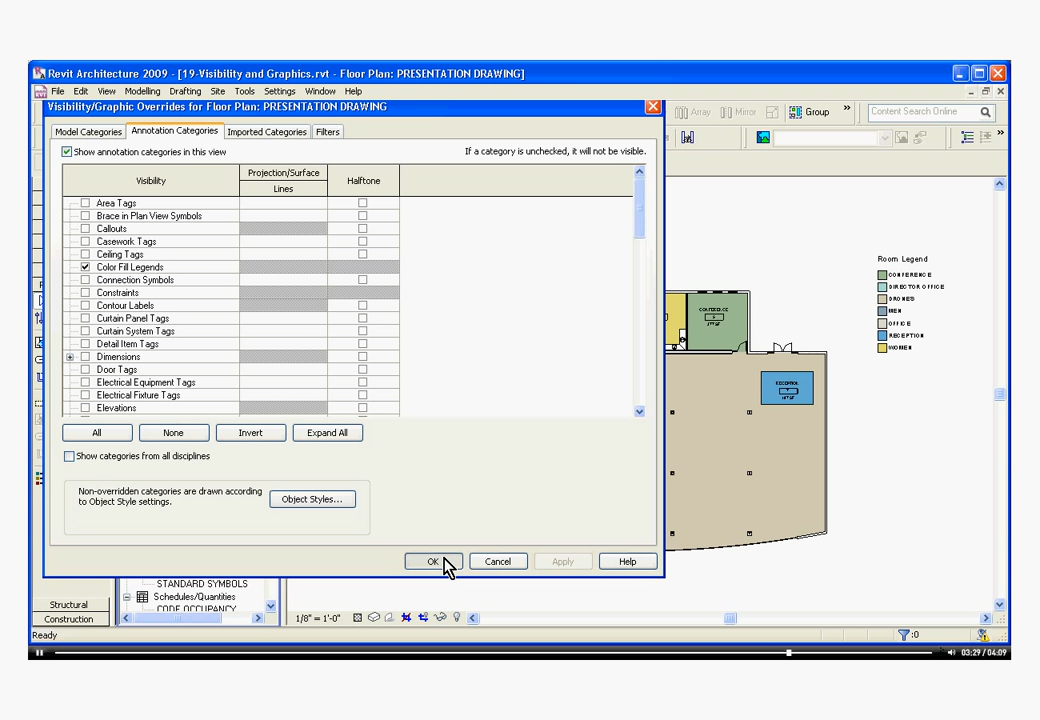 Revit Architecture 2009 - [19-Visibility and Graphics.rvt - Floor Plan: PRESENTATION DRAWING]
File Edit View Modelling Drafting Site Tools Settings Window Help
Visibility/Graphic Overrides for Floor Plan: PRESENTATION DRAWING
Array Mirror Group » Content Search Online
Model Categories Annotation Categories Imported Categories Filters
Show annotation categories in this view If a category is unchecked, it will not be visible.
Visibility Projection/Surface Halftone
Lines
Area Tags
Brace in Plan View Symbols
Callouts
Casework Tags
Ceiling Tags
Color Fill Legends
Connection Symbols
Constraints
Contour Labels
Curtain Panel Tags
Curtain System Tags
Detail Item Tags
Dimensions
Door Tags
Electrical Equipment Tags
Electrical Fixture Tags
Elevations
All None Invert Expand All
Show categories from all disciplines
Non-overridden categories are drawn according
to Object Style settings.
Object Styles...
OK Cancel Apply Help
Room Legend
CONFERENCE
DIRECTOR OFFICE
DRONES
MEN
OFFICE
RECEPTION
WOMEN
CONFERENCE
RECEPTION
STANDARD SYMBOLS
Schedules/Quantities
CODE OCCUPANCY
Structural
Construction
1/8" = 1'-0"
Ready
:0
03:29 / 04:09